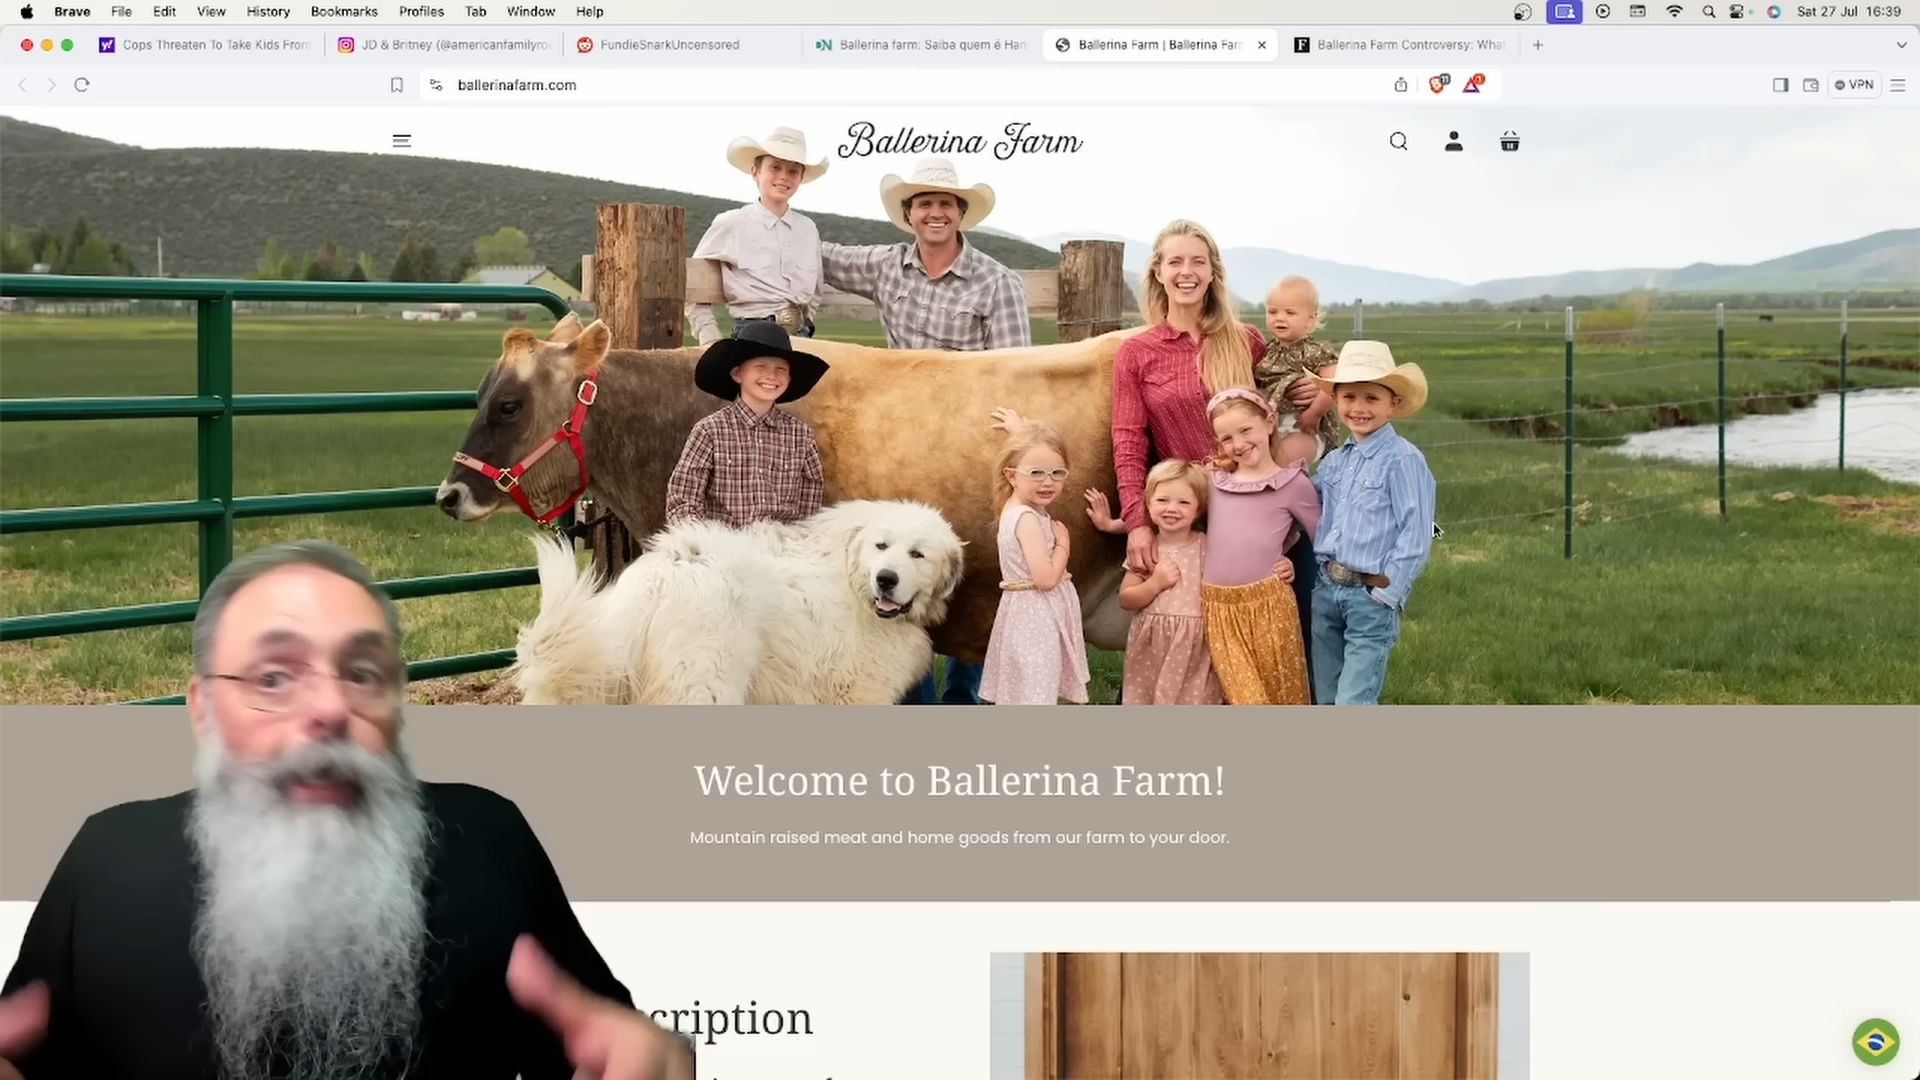 Brave File Edit View History Bookmarks Profiles Tab Window Help Sat 27 Jul 16:39
Cops Threaten To Take Kids From JD & Britney (@americanfamilyro FundieSnarkUncensored Ballerina farm: Saiba quem é Han Ballerina Farm | Ballerina Far Ballerina Farm Controversy: What
ballerinafarm.com VPN
Ballerina Farm
Welcome to Ballerina Farm!
Mountain raised meat and home goods from our farm to your door.
cription